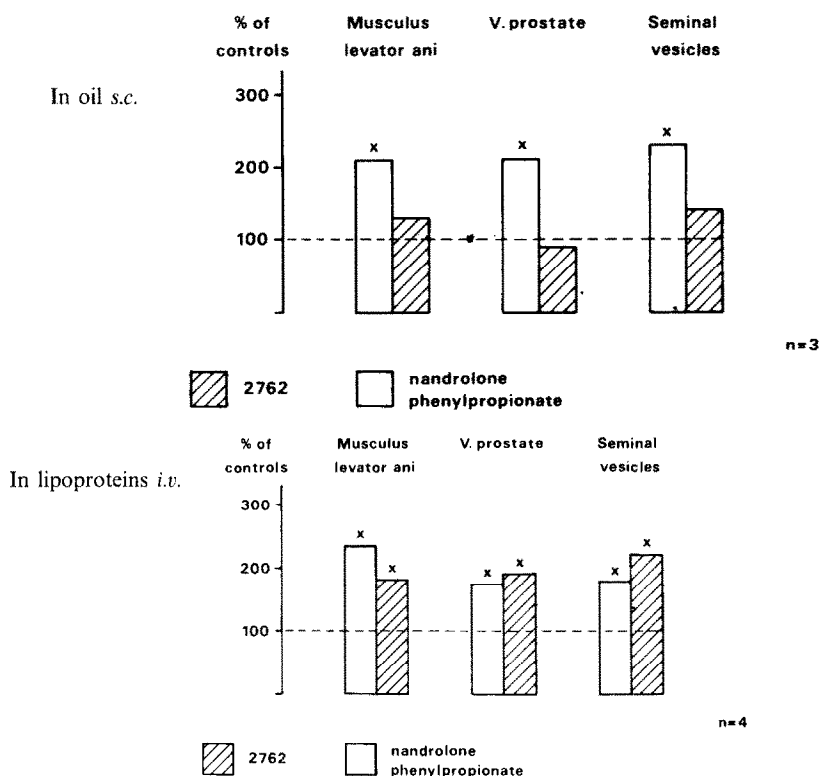 % of Musculus V. prostate Seminal
controls levator ani vesicles
In oil s.c.
300
x x x
200
100
n=3
2762 nandrolone
phenylpropionate
% of Musculus V. prostate Seminal
controls levator ani vesicles
In lipoproteins i.v.
300
x x x x x x
200
100
n=4
2762 nandrolone
phenylpropionate